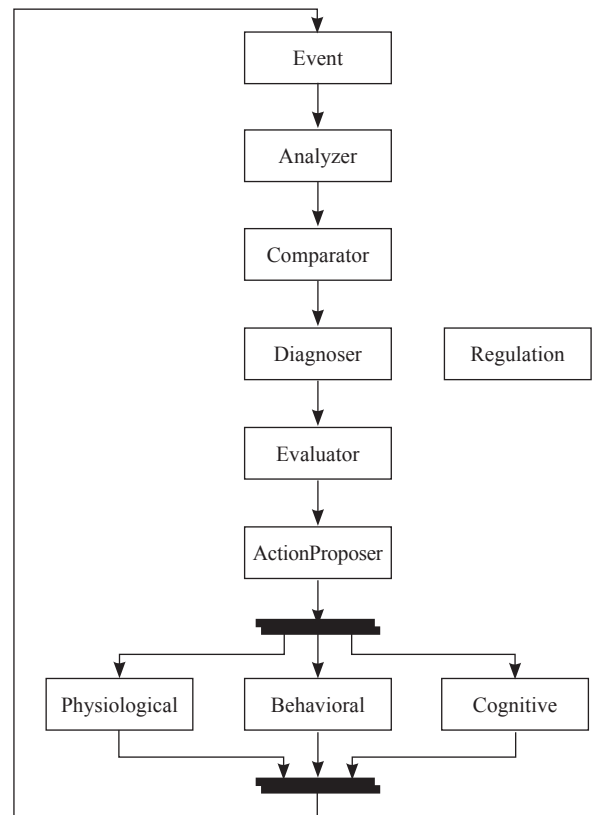 Event
Analyzer
Comparator
Diagnoser
Regulation
Evaluator
ActionProposer
Physiological
Behavioral
Cognitive